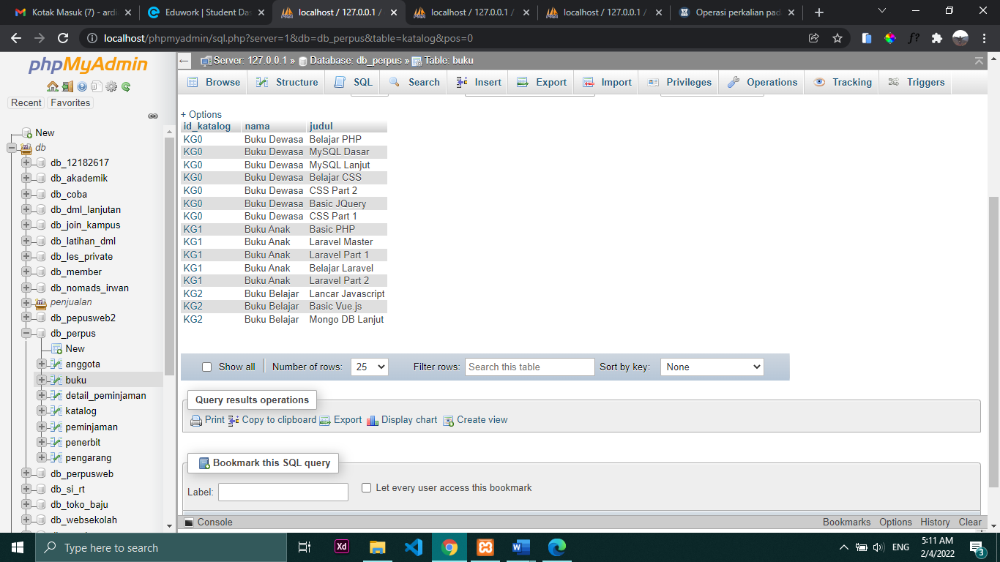 Kotak Masuk (7) - ardi
Eduwork | Student Das
localhost / 127.0.0.1 /
localhost / 127.0.0.1 /
localhost / 127.0.0.1 /
Operasi perkalian pad
localhost/phpmyadmin/sql.php?server=1&db=db_perpus&table=katalog&pos=0
phpMyAdmin
Recent Favorites
New
db
db_12182617
db_akademik
db_coba
db_dml_lanjutan
db_join_kampus
db_latihan_dml
db_les_private
db_member
db_nomads_irwan
penjualan
db_pepusweb2
db_perpus
New
anggota
buku
detail_peminjaman
katalog
peminjaman
penerbit
pengarang
db_perpusweb
db_si_rt
db_toko_baju
db_websekolah
Server: 127.0.0.1 » Database: db_perpus » Table: buku
Browse Structure SQL Search Insert Export Import Privileges Operations Tracking Triggers
+ Options
id_katalog nama judul
KG0 Buku Dewasa Belajar PHP
KG0 Buku Dewasa MySQL Dasar
KG0 Buku Dewasa MySQL Lanjut
KG0 Buku Dewasa Belajar CSS
KG0 Buku Dewasa CSS Part 2
KG0 Buku Dewasa Basic JQuery
KG0 Buku Dewasa CSS Part 1
KG1 Buku Anak Basic PHP
KG1 Buku Anak Laravel Master
KG1 Buku Anak Laravel Part 1
KG1 Buku Anak Belajar Laravel
KG1 Buku Anak Laravel Part 2
KG2 Buku Belajar Lancar Javascript
KG2 Buku Belajar Basic Vue.js
KG2 Buku Belajar Mongo DB Lanjut
Show all Number of rows: 25 Filter rows: Search this table Sort by key: None
Query results operations
Print Copy to clipboard Export Display chart Create view
Bookmark this SQL query
Label: Let every user access this bookmark
Console Bookmarks Options History Clear
Type here to search
Xd
ENG
5:11 AM
2/4/2022
3